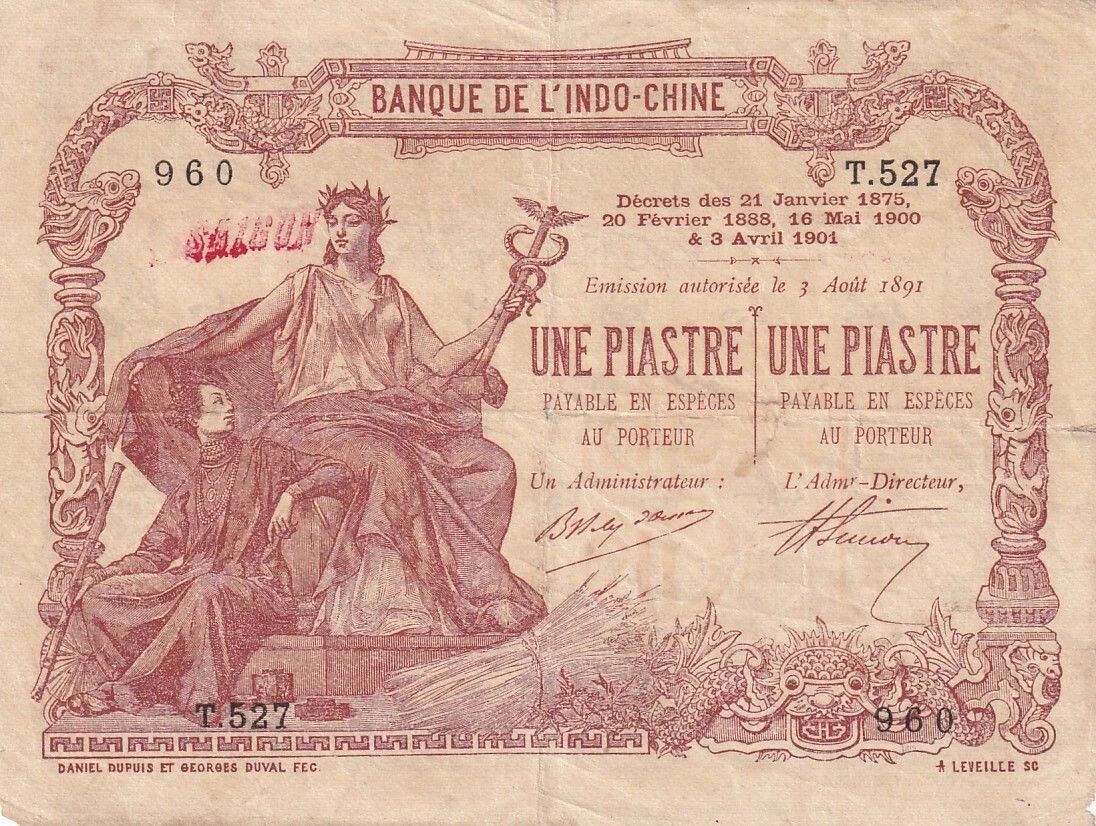 BANQUE DE L'INDO-CHINE
960
T.527
SAIGON
Décrets des 21 Janvier 1875,
20 Février 1888, 16 Mai 1900
& 3 Avril 1901
Emission autorisée le 3 Août 1891
UNE PIASTRE
PAYABLE EN ESPÈCES
AU PORTEUR
Un Administrateur :
UNE PIASTRE
PAYABLE EN ESPÈCES
AU PORTEUR
L'Admr-Directeur,
T.527
960
DANIEL DUPUIS ET GEORGES DUVAL FEC.
A LEVEILLE SC